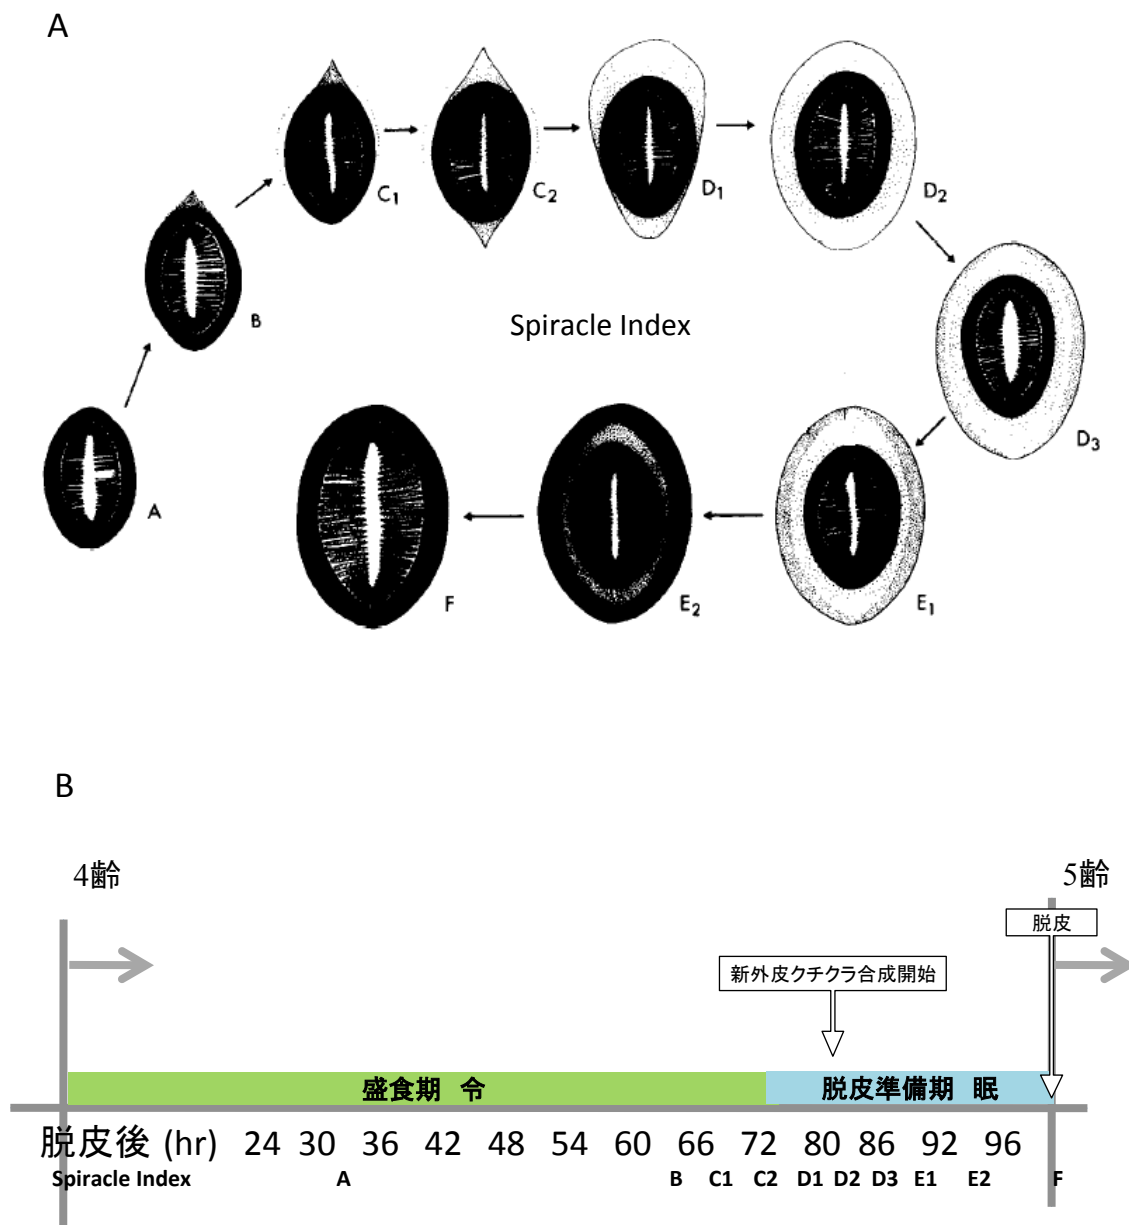 A
C1
C2
D1
D2
B
Spiracle Index
D3
A
F
E2
E1
B
4齢
5齢
脱皮
新外皮クチクラ合成開始
盛食期 令
脱皮準備期 眠
脱皮後 (hr) 24 30 36 42 48 54 60 66 72 80 86 92 96
Spiracle Index A B C1 C2 D1 D2 D3 E1 E2 F